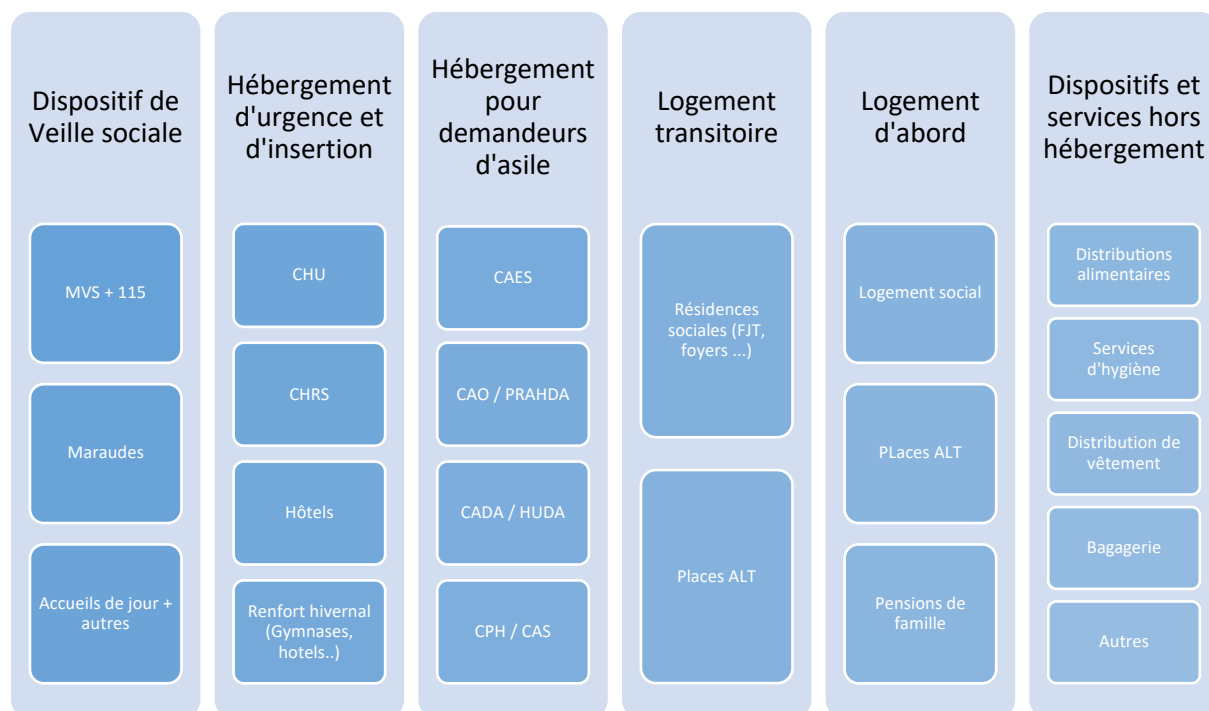 Dispositif de
Veille sociale
MVS + 115
Maraudes
Accueils de jour +
autres
Hébergement
d'urgence et
d'insertion
CHU
CHRS
Hôtels
Renfort hivernal
(Gymnases,
hotels..)
Hébergement
pour
demandeurs
d'asile
CAES
CAO / PRAHDA
CADA / HUDA
CPH / CAS
Logement
transitoire
Résidences
sociales (FJT,
foyers ...)
Places ALT
Logement
d'abord
Logement social
PLaces ALT
Pensions de
famille
Dispositifs et
services hors
hébergement
Distributions
alimentaires
Services
d'hygiène
Distribution de
vêtement
Bagagerie
Autres